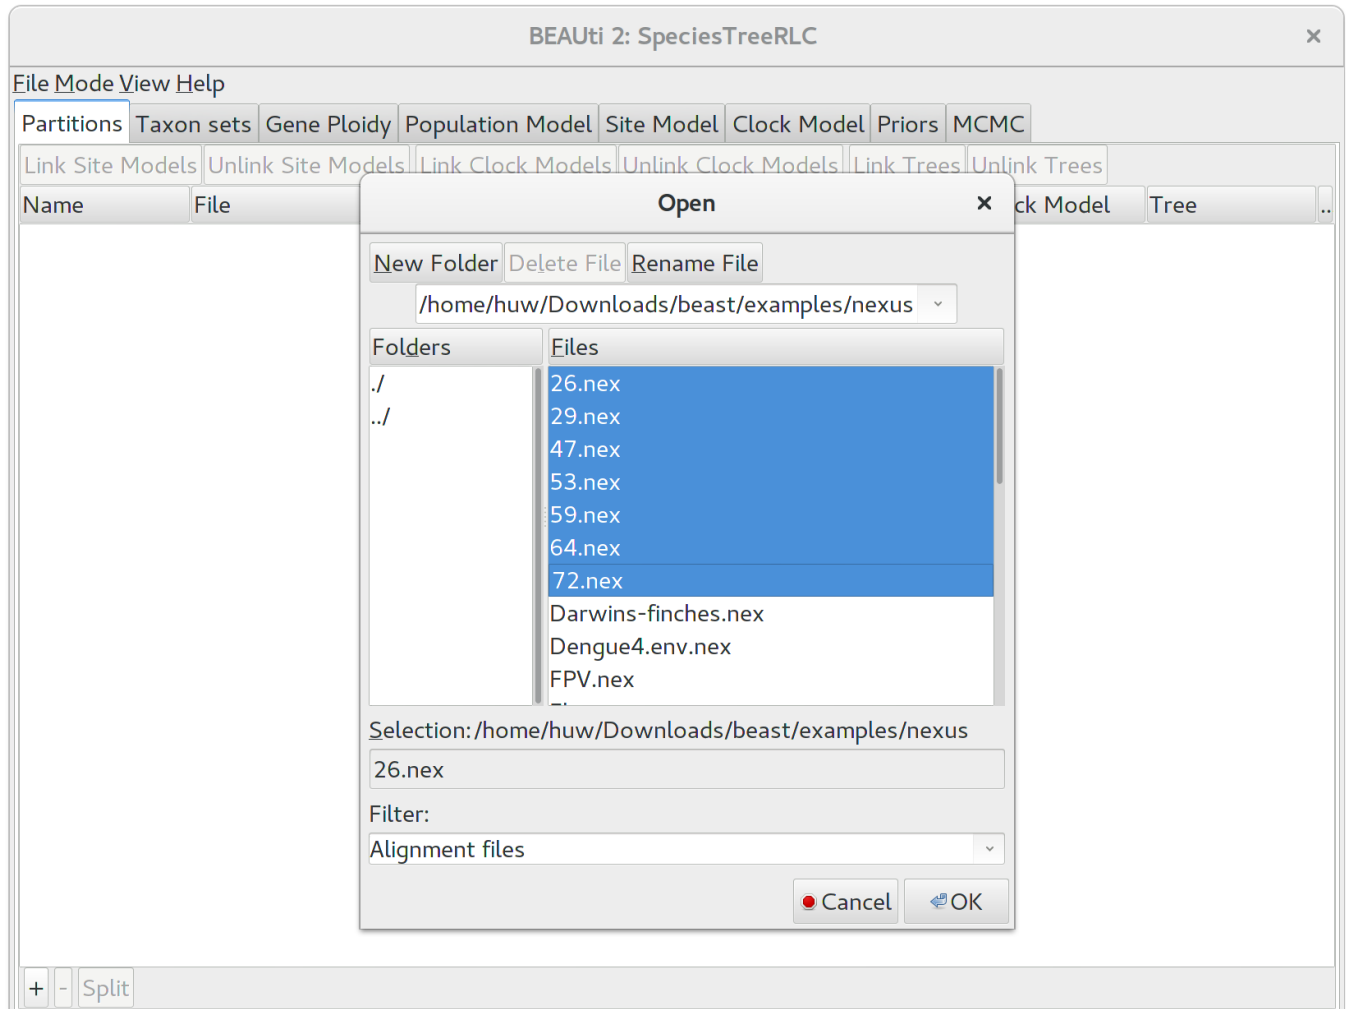 BEAUti 2: SpeciesTreeRLC
File Mode View Help
Partitions Taxon sets Gene Ploidy Population Model Site Model Clock Model Priors MCMC
Link Site Models Unlink Site Models Link Clock Models Unlink Clock Models Link Trees Unlink Trees
Name File ck Model Tree ..
Open
New Folder Delete File Rename File
/home/huw/Downloads/beast/examples/nexus
Folders Files
./ 26.nex
../ 29.nex
47.nex
53.nex
59.nex
64.nex
72.nex
Darwins-finches.nex
Dengue4.env.nex
FPV.nex
Selection:/home/huw/Downloads/beast/examples/nexus
26.nex
Filter:
Alignment files
Cancel OK
+ - Split